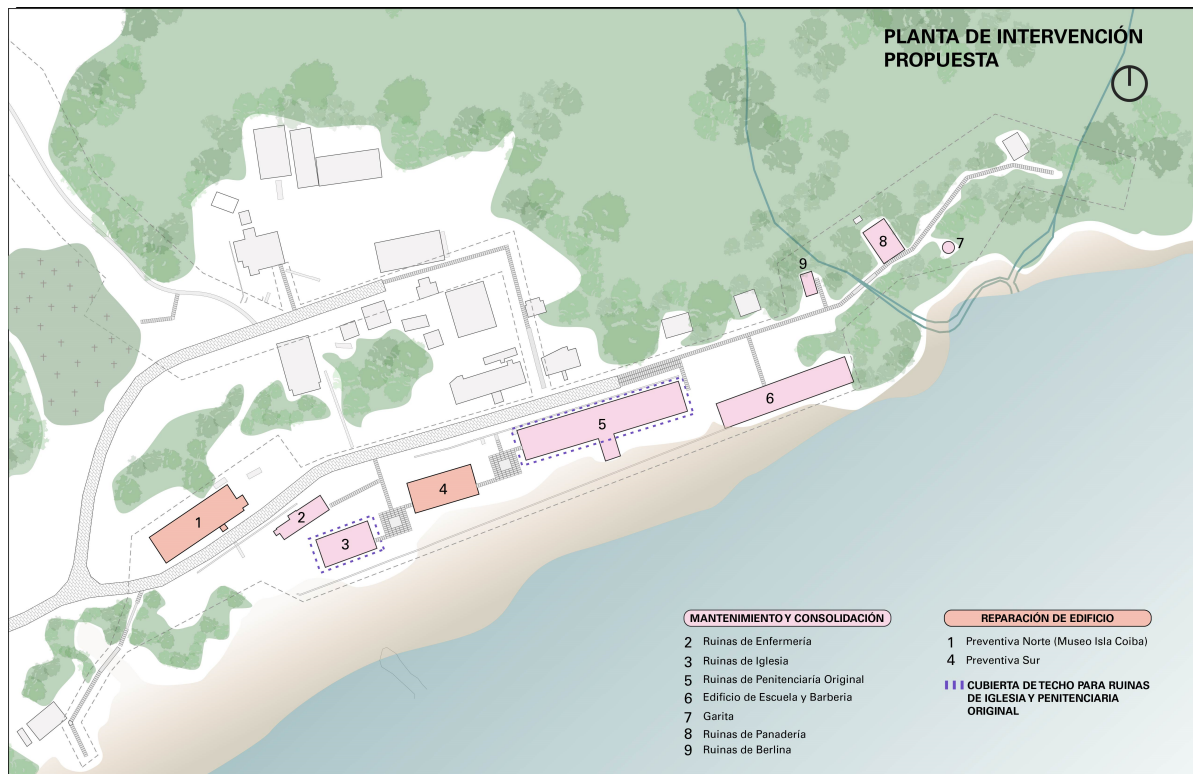 PLANTA DE INTERVENCIÓN
PROPUESTA
8
7
9
6
5
4
1
2
3
MANTENIMIENTO Y CONSOLIDACIÓN
2 Ruinas de Enfermería
3 Ruinas de Iglesia
5 Ruinas de Penitenciaría Original
6 Edificio de Escuela y Barbería
7 Garita
8 Ruinas de Panadería
9 Ruinas de Berlina
REPARACIÓN DE EDIFICIO
1 Preventiva Norte (Museo Isla Coiba)
4 Preventiva Sur
CUBIERTA DE TECHO PARA RUINAS
DE IGLESIA Y PENITENCIARIA
ORIGINAL